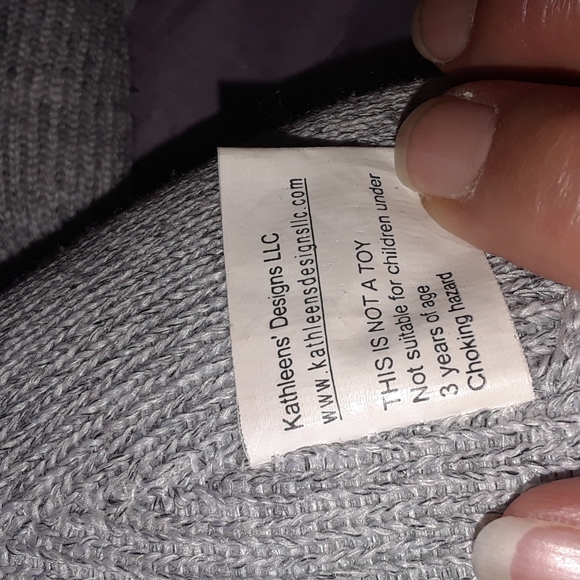 Kathleens' Designs LLC
www.kathleensdesignsllc.com
THIS IS NOT A TOY
Not suitable for children under
3 years of age
Choking hazard